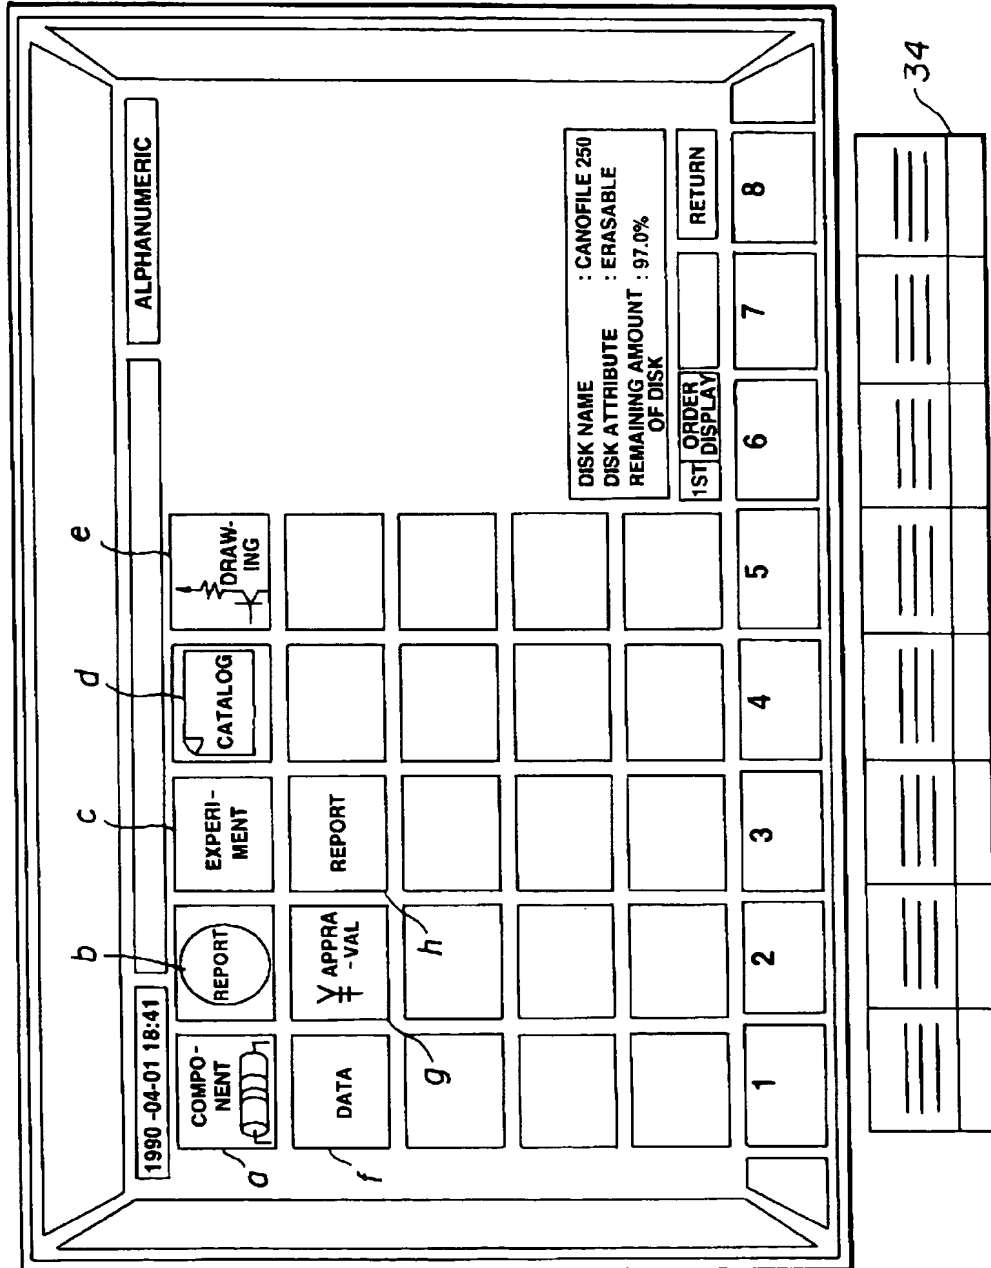 1990 -04-01 18:41
ALPHANUMERIC
a
b
c
d
e
COMPO-
NENT
REPORT
EXPERI-
MENT
CATALOG
DRAW-
ING
f
g
h
DATA
¥ APPRA
-VAL
REPORT
DISK NAME : CANOFILE 250
DISK ATTRIBUTE : ERASABLE
REMAINING AMOUNT : 97.0%
OF DISK
1ST
ORDER
DISPLAY
RETURN
1
2
3
4
5
6
7
8
34